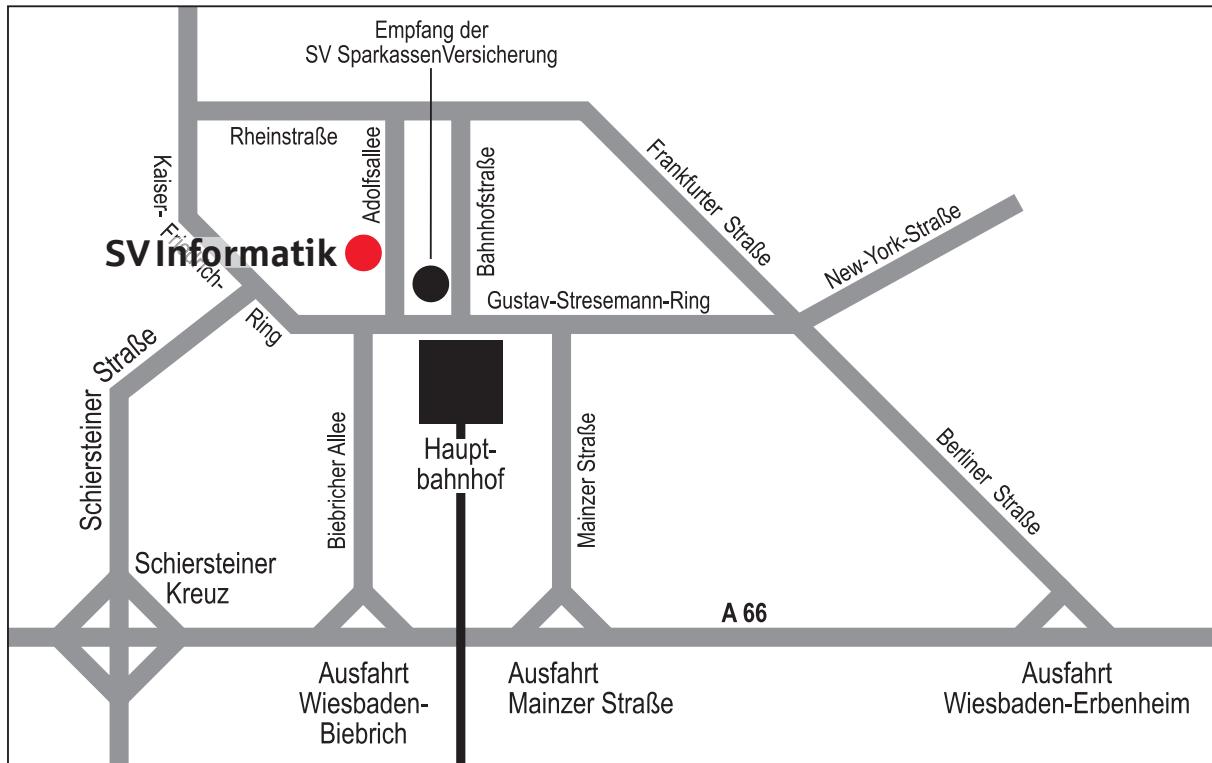 Empfang der
SV SparkassenVersicherung
Rheinstraße
Adolfsallee
Bahnhofstraße
Frankfurter Straße
New-York-Straße
Kaiser-
Friedrich-
Ring
SV Informatik
Gustav-Stresemann-Ring
Schiersteiner Straße
Biebricher Allee
Haupt-
bahnhof
Mainzer Straße
Berliner Straße
Schiersteiner
Kreuz
A 66
Ausfahrt
Wiesbaden-
Biebrich
Ausfahrt
Mainzer Straße
Ausfahrt
Wiesbaden-Erbenheim